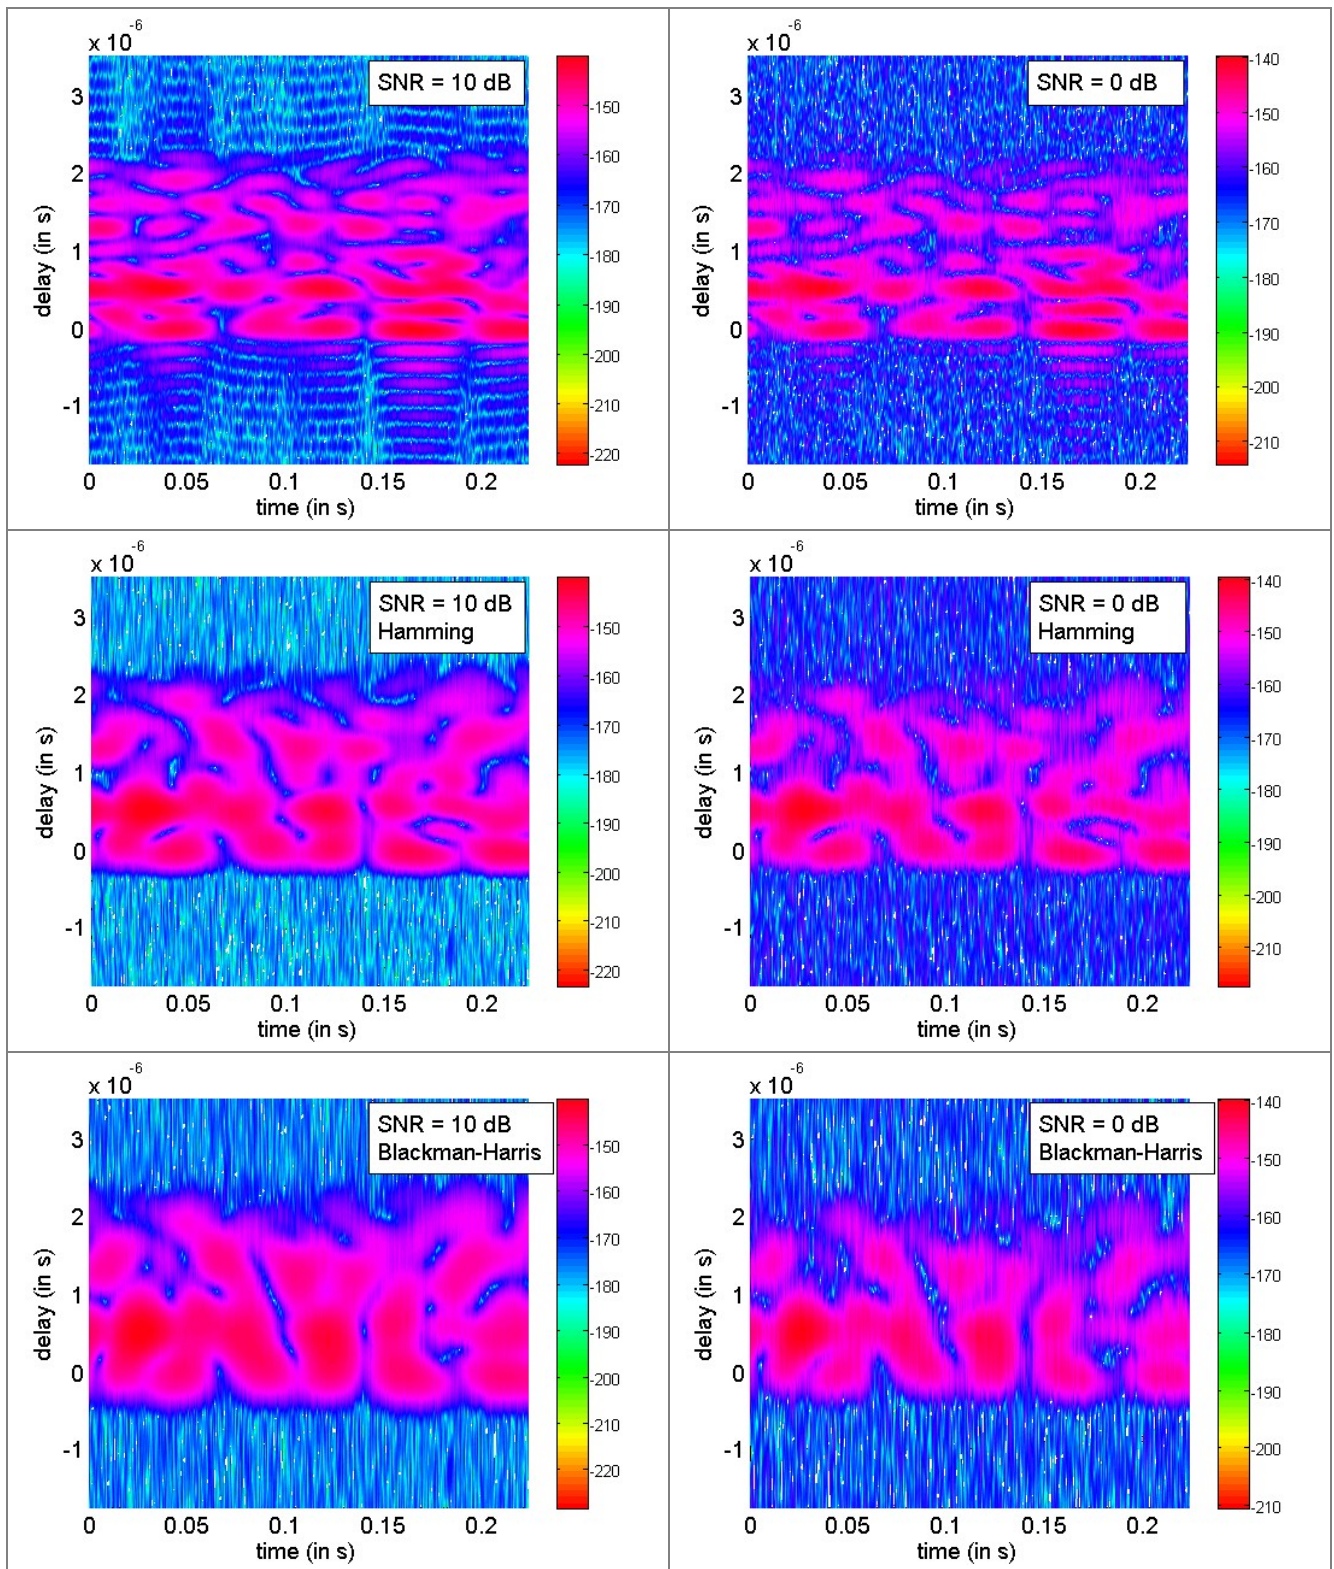 x 10-6
SNR = 10 dB
3
2
1
0
-1
delay (in s)
0 0.05 0.1 0.15 0.2
time (in s)
-150
-160
-170
-180
-190
-200
-210
-220
x 10-6
SNR = 0 dB
3
2
1
0
-1
delay (in s)
0 0.05 0.1 0.15 0.2
time (in s)
-140
-150
-160
-170
-180
-190
-200
-210
x 10-6
SNR = 10 dB
Hamming
3
2
1
0
-1
delay (in s)
0 0.05 0.1 0.15 0.2
time (in s)
-150
-160
-170
-180
-190
-200
-210
-220
x 10-6
SNR = 0 dB
Hamming
3
2
1
0
-1
delay (in s)
0 0.05 0.1 0.15 0.2
time (in s)
-140
-150
-160
-170
-180
-190
-200
-210
x 10-6
SNR = 10 dB
Blackman-Harris
3
2
1
0
-1
delay (in s)
0 0.05 0.1 0.15 0.2
time (in s)
-150
-160
-170
-180
-190
-200
-210
-220
x 10-6
SNR = 0 dB
Blackman-Harris
3
2
1
0
-1
delay (in s)
0 0.05 0.1 0.15 0.2
time (in s)
-140
-150
-160
-170
-180
-190
-200
-210